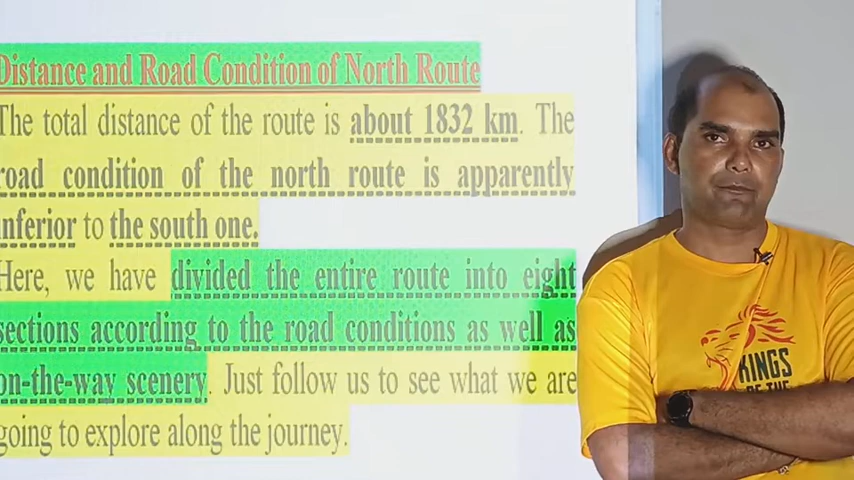 Distance and Road Condition of North Route
The total distance of the route is about 1832 km. The
road condition of the north route is apparently
inferior to the south one.
Here, we have divided the entire route into eight
sections according to the road conditions as well as
on-the-way scenery. Just follow us to see what we are
going to explore along the journey.
KINGS
OF THE